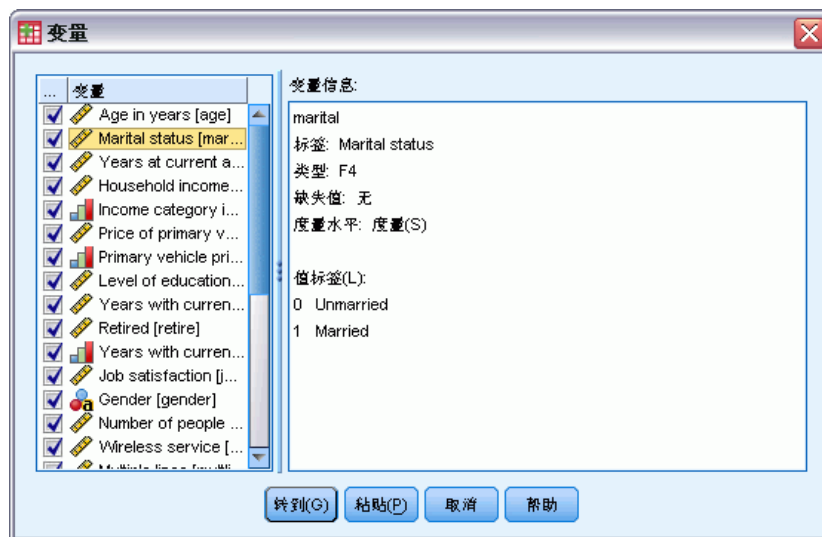 变量
... 变量
Age in years [age]
Marital status [mar...
Years at current a...
Household income...
Income category i...
Price of primary v...
Primary vehicle pri...
Level of education...
Years with curren...
Retired [retire]
Years with curren...
Job satisfaction [j...
Gender [gender]
Number of people ...
Wireless service [...
Multiple lines [multi...
变量信息:
marital
标签: Marital status
类型: F4
缺失值: 无
度量水平: 度量(S)
值标签(L):
0 Unmarried
1 Married
转到(G) 粘贴(P) 取消 帮助